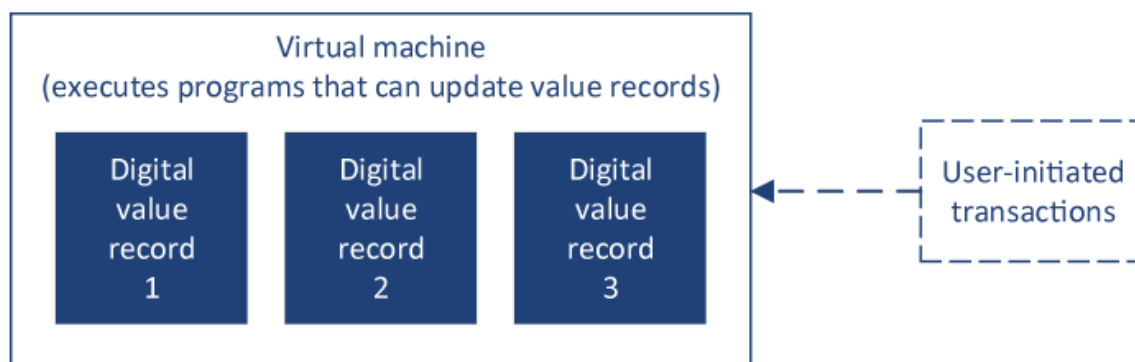 Virtual machine
(executes programs that can update value records)
Digital
value
record
1
Digital
value
record
2
Digital
value
record
3
User-initiated
transactions